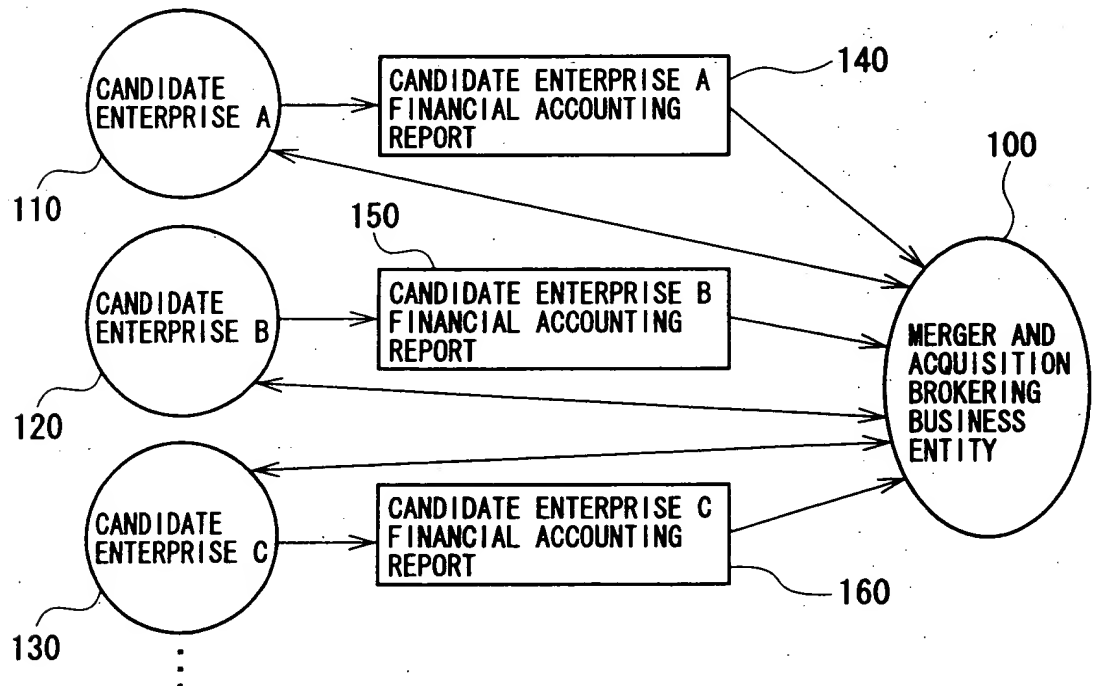 CANDIDATE
ENTERPRISE A
110
CANDIDATE ENTERPRISE A
FINANCIAL ACCOUNTING
REPORT
140
100
CANDIDATE
ENTERPRISE B
120
150
CANDIDATE ENTERPRISE B
FINANCIAL ACCOUNTING
REPORT
MERGER AND
ACQUISITION
BROKERING
BUSINESS
ENTITY
CANDIDATE
ENTERPRISE C
130
CANDIDATE ENTERPRISE C
FINANCIAL ACCOUNTING
REPORT
160